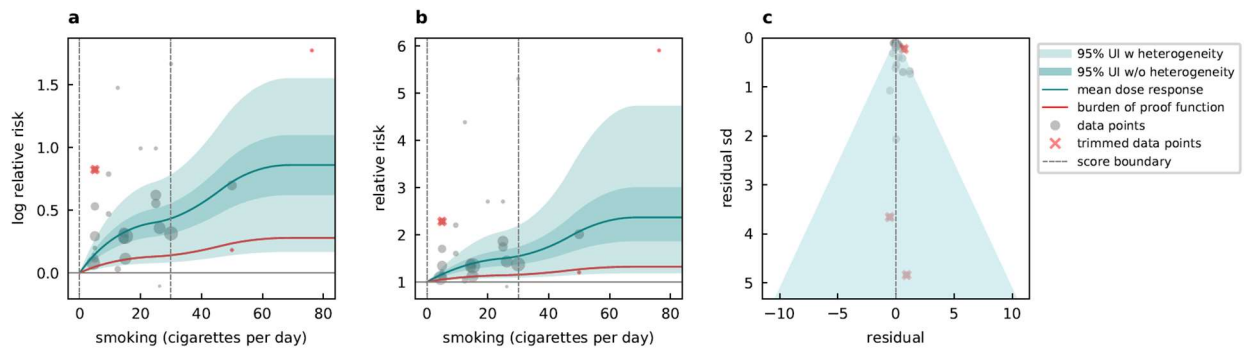 a
b
c
log relative risk
1.5
1.0
0.5
0.0
0
20
40
60
80
smoking (cigarettes per day)
relative risk
6
5
4
3
2
1
0
20
40
60
80
smoking (cigarettes per day)
residual sd
0
1
2
3
4
5
−10
−5
0
5
10
residual
95% UI w heterogeneity
95% UI w/o heterogeneity
mean dose response
burden of proof function
data points
trimmed data points
score boundary